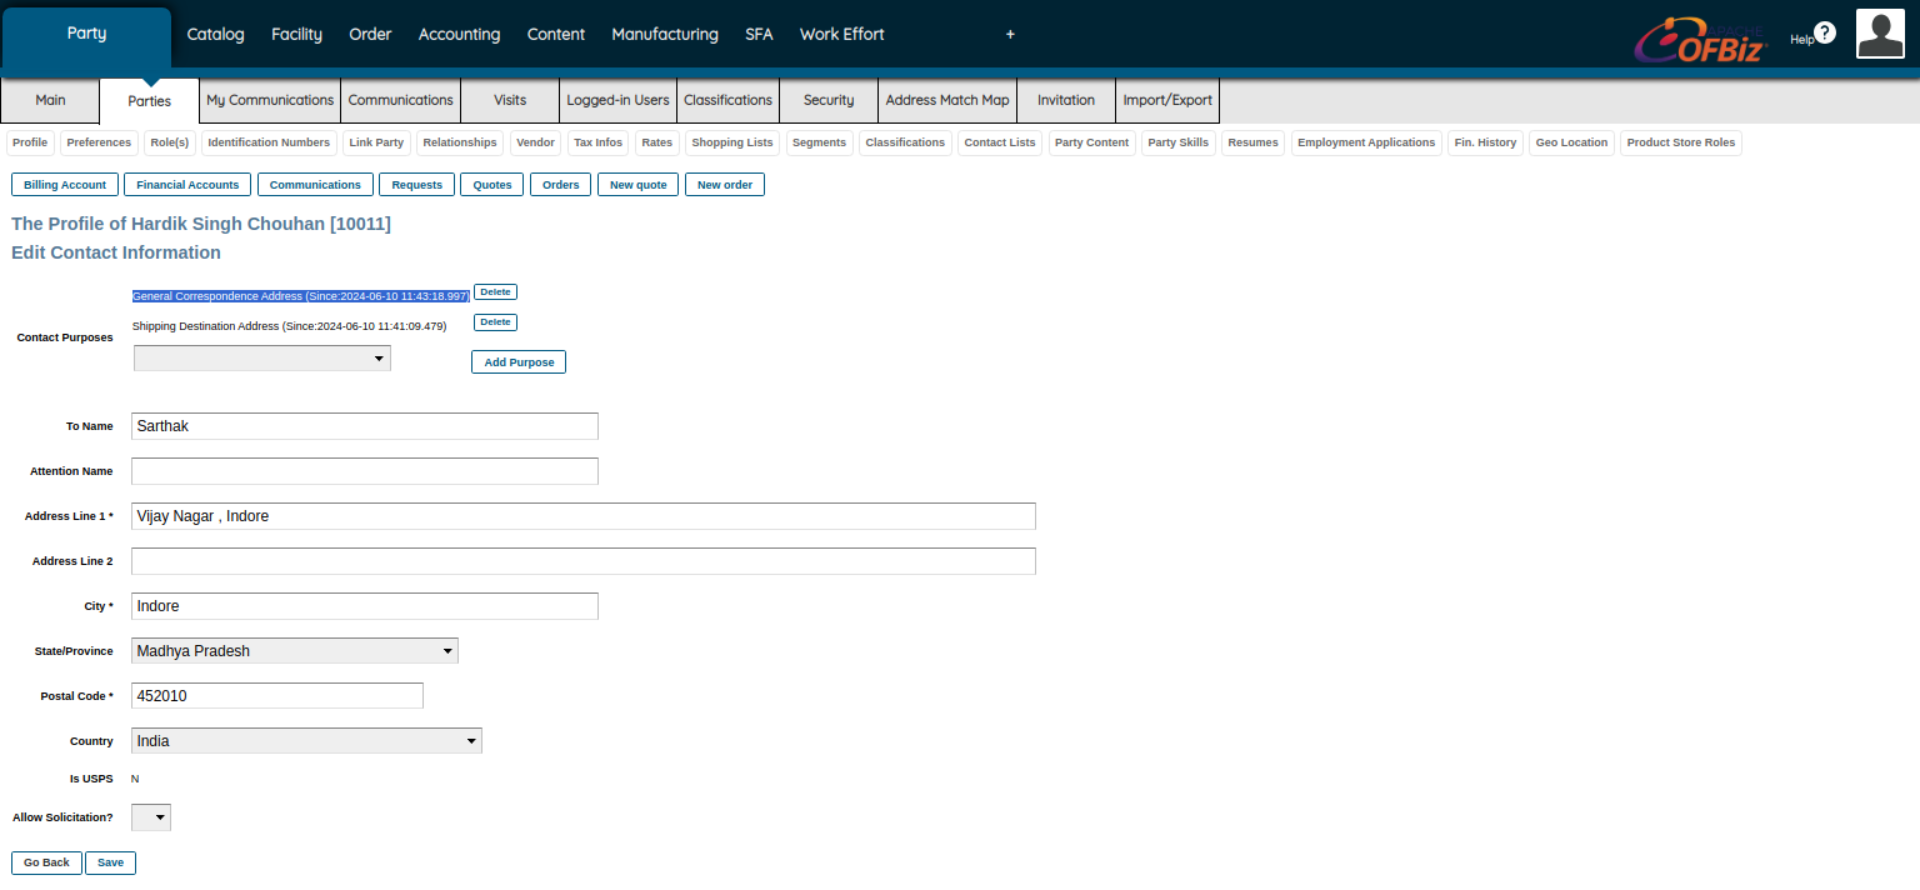 Party Catalog Facility Order Accounting Content Manufacturing SFA Work Effort + APACHE OFBiz Help ?
Main Parties My Communications Communications Visits Logged-in Users Classifications Security Address Match Map Invitation Import/Export
Profile Preferences Role(s) Identification Numbers Link Party Relationships Vendor Tax Infos Rates Shopping Lists Segments Classifications Contact Lists Party Content Party Skills Resumes Employment Applications Fin. History Geo Location Product Store Roles
Billing Account Financial Accounts Communications Requests Quotes Orders New quote New order
The Profile of Hardik Singh Chouhan [10011]
Edit Contact Information
General Correspondence Address (Since:2024-06-10 11:43:18.997) Delete
Shipping Destination Address (Since:2024-06-10 11:41:09.479) Delete
Contact Purposes
Add Purpose
To Name Sarthak
Attention Name
Address Line 1 * Vijay Nagar , Indore
Address Line 2
City * Indore
State/Province Madhya Pradesh
Postal Code * 452010
Country India
Is USPS N
Allow Solicitation?
Go Back Save